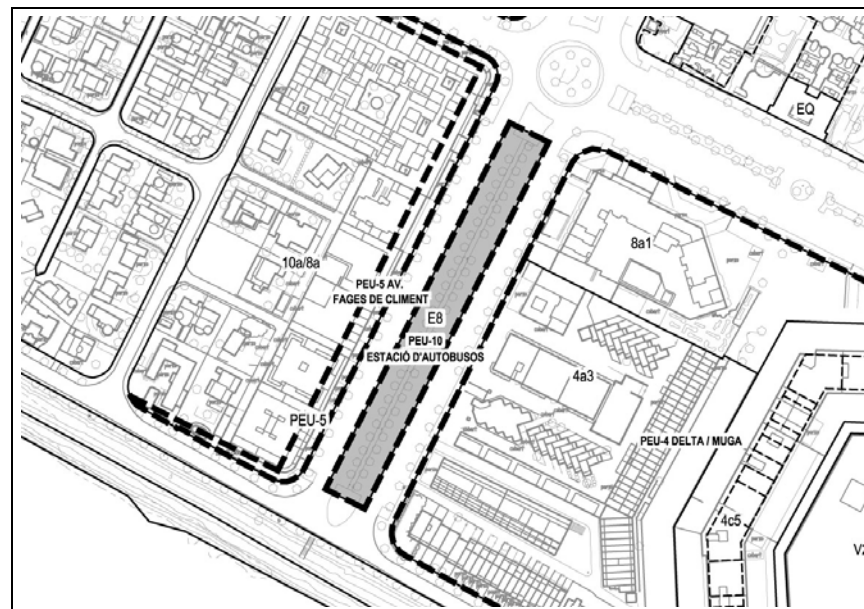 EQ
8a1
10a/8a
PEU-5 AV.
FAGES DE CLIMENT
E8
PEU-10
ESTACIÓ D'AUTOBUSOS
4a3
PEU-5
PEU-4 DELTA / MUGA
4c5
V2